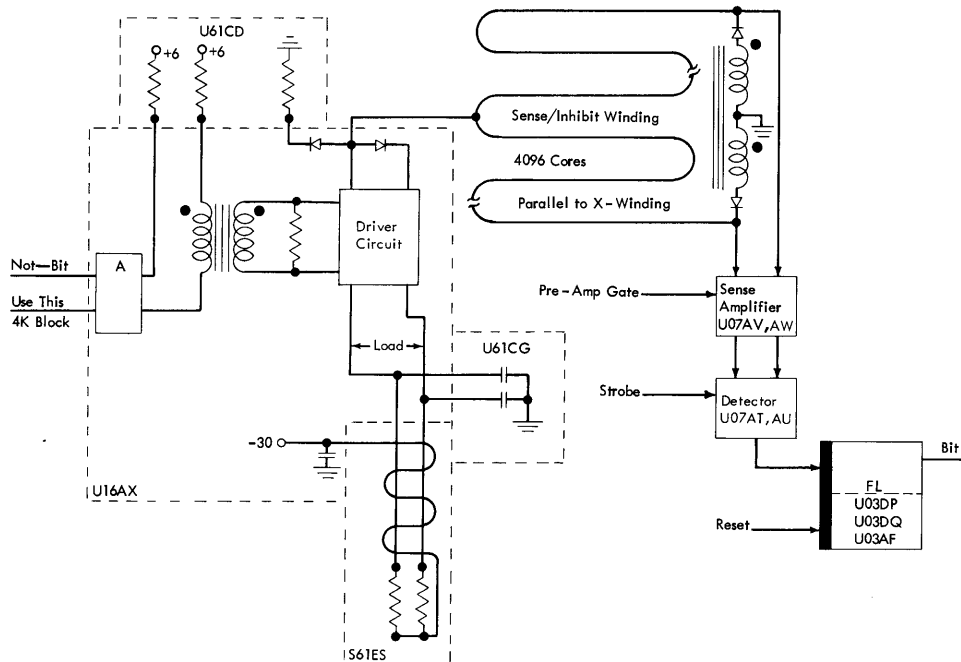 U61CD
+6
+6
Sense/Inhibit Winding
4096 Cores
Parallel to X-Winding
Driver
Circuit
A
Not-Bit
Use This
4K Block
Pre-Amp Gate
Sense
Amplifier
U07AV, AW
Load
U61CG
Strobe
Detector
U07AT, AU
-30
U16AX
Bit
FL
U03DP
U03DQ
U03AF
Reset
S61ES